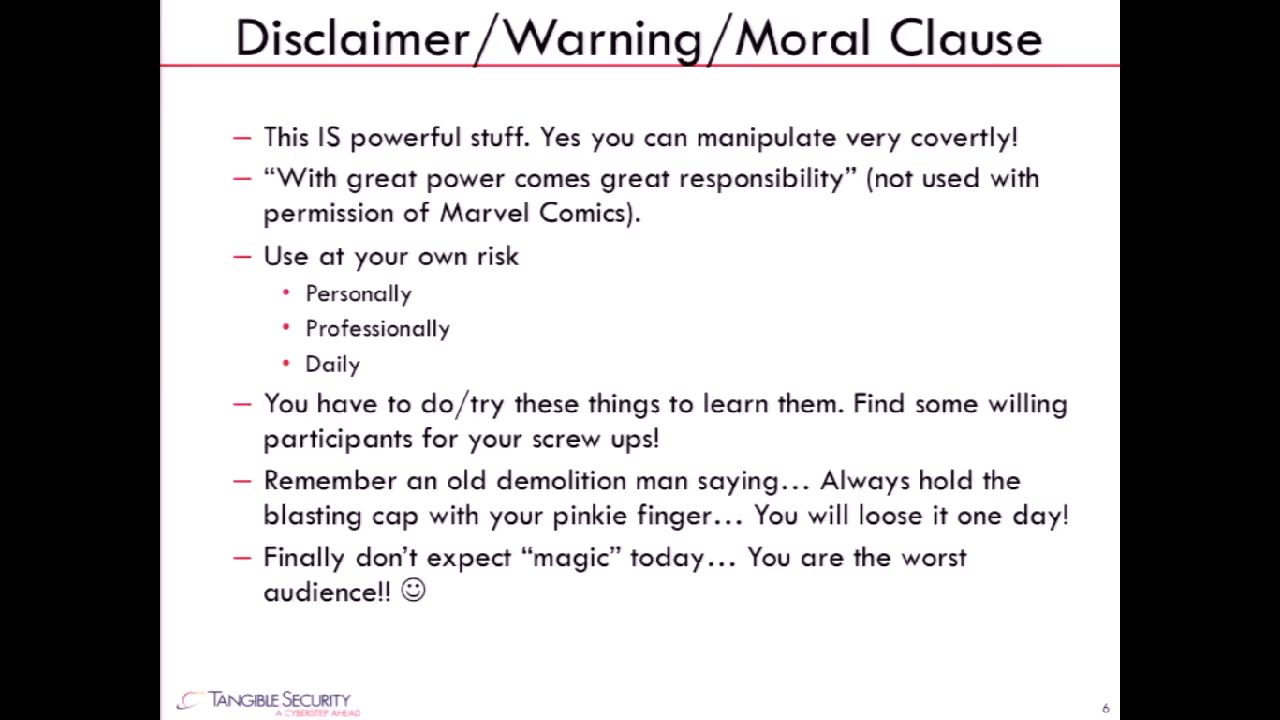 Disclaimer/Warning/Moral Clause
– This IS powerful stuff. Yes you can manipulate very covertly!
– “With great power comes great responsibility” (not used with
permission of Marvel Comics).
– Use at your own risk
• Personally
• Professionally
• Daily
– You have to do/try these things to learn them. Find some willing
participants for your screw ups!
– Remember an old demolition man saying… Always hold the
blasting cap with your pinkie finger… You will loose it one day!
– Finally don’t expect “magic” today… You are the worst
audience!! ☺
TANGIBLE SECURITY
A CYBERSTEP AHEAD
6